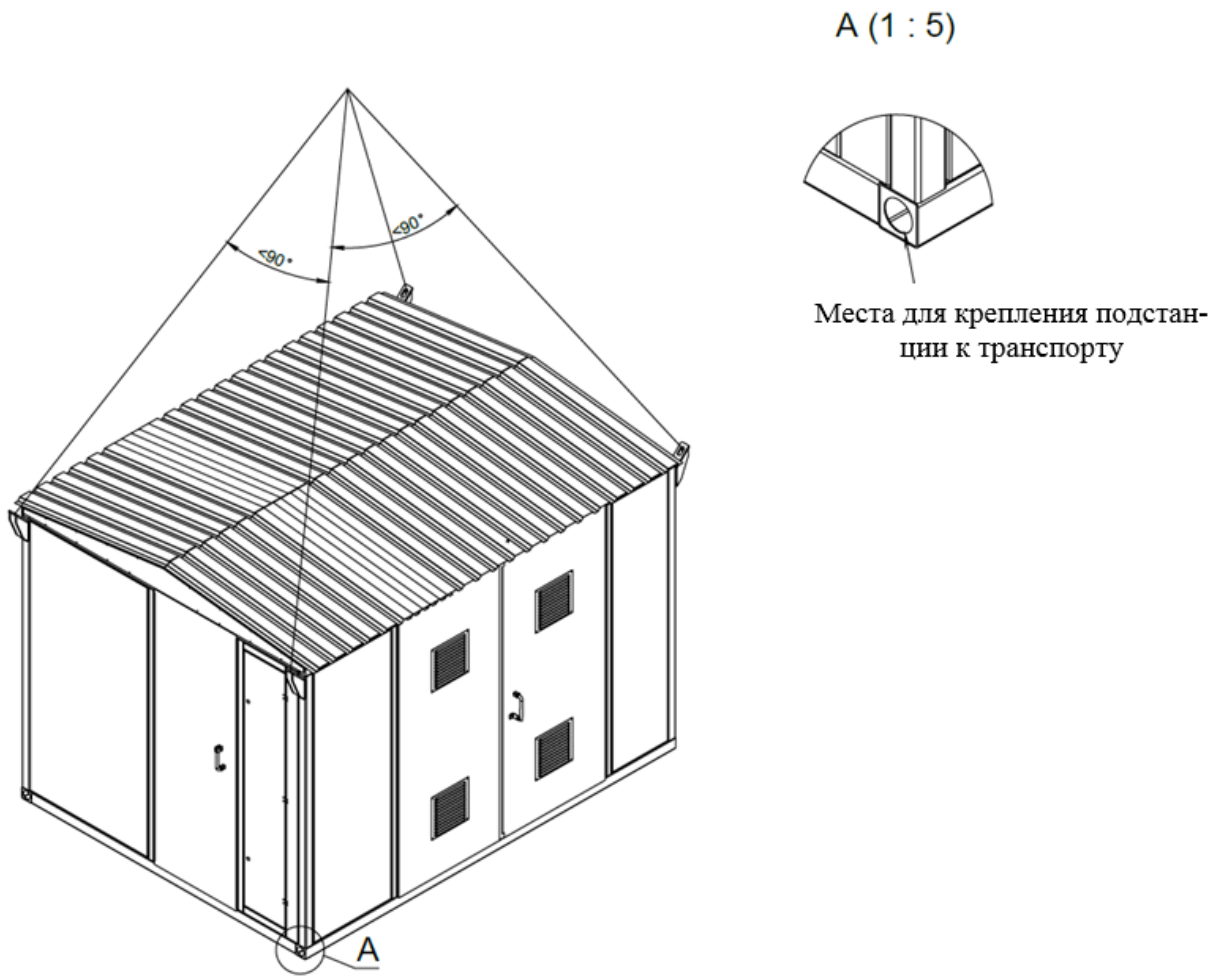 А (1 : 5)
<90°
<90°
Места для крепления подстан-
ции к транспорту
А